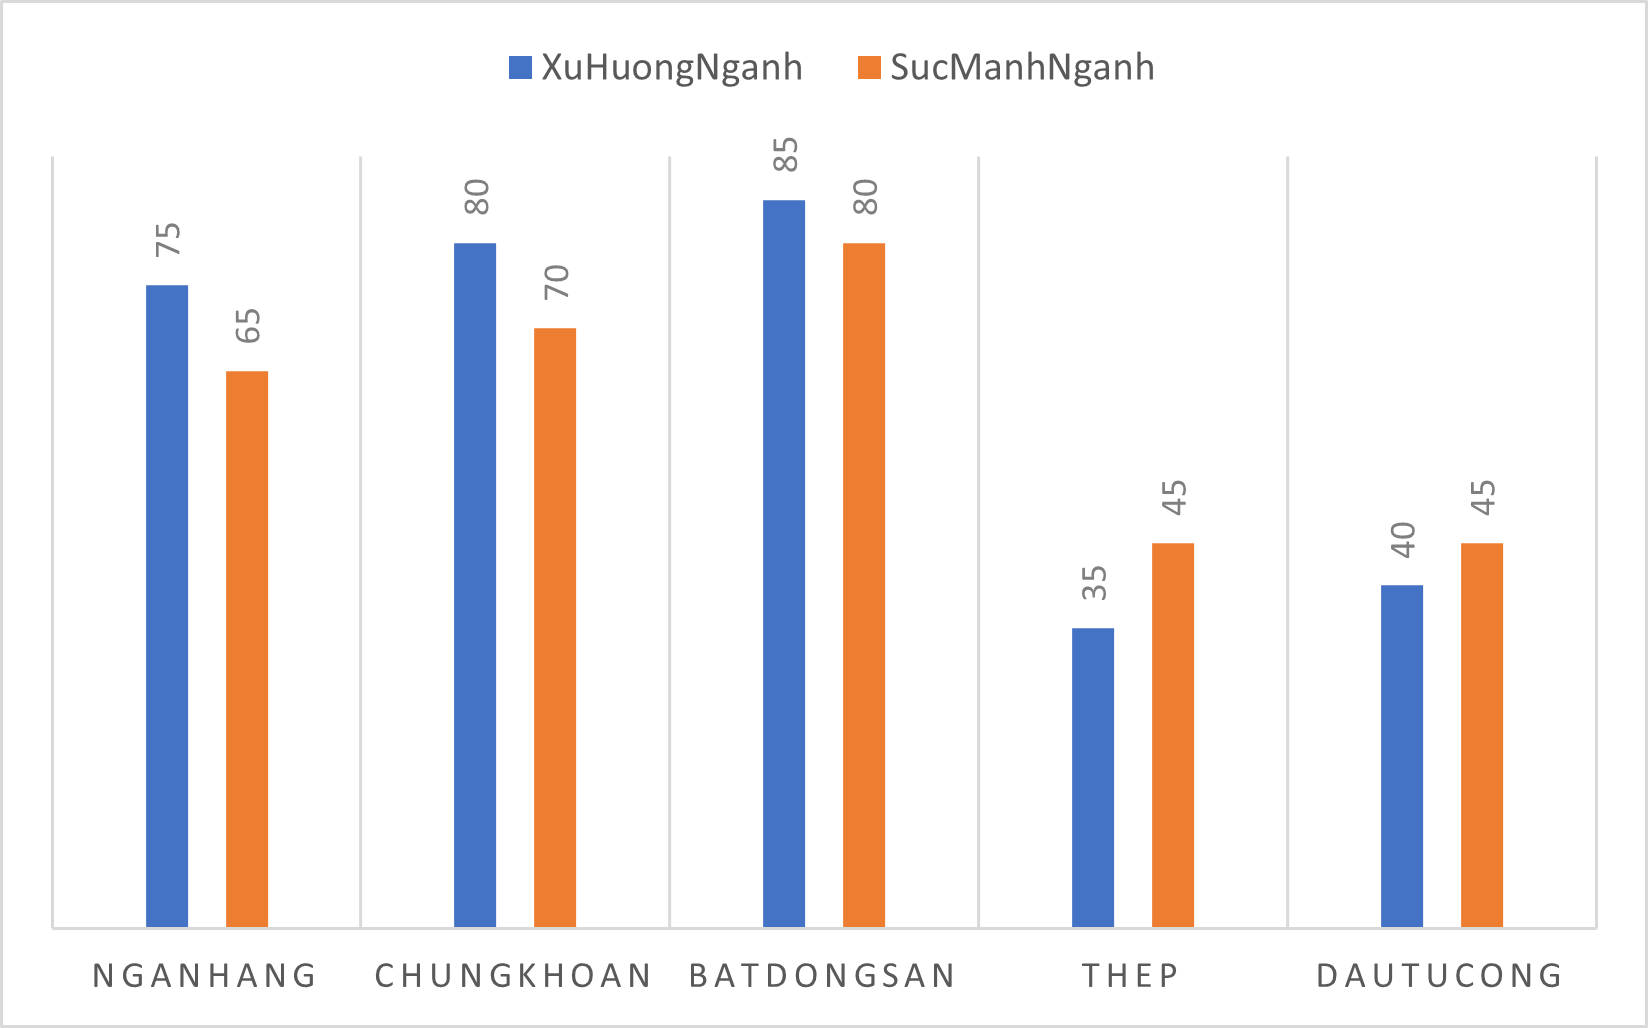 XuHuongNganh SucManhNganh
75 65 80 70 85 80 35 45 40 45
NGANHANG CHUNGKHOAN BATDONGSAN THEP DAUTUCONG